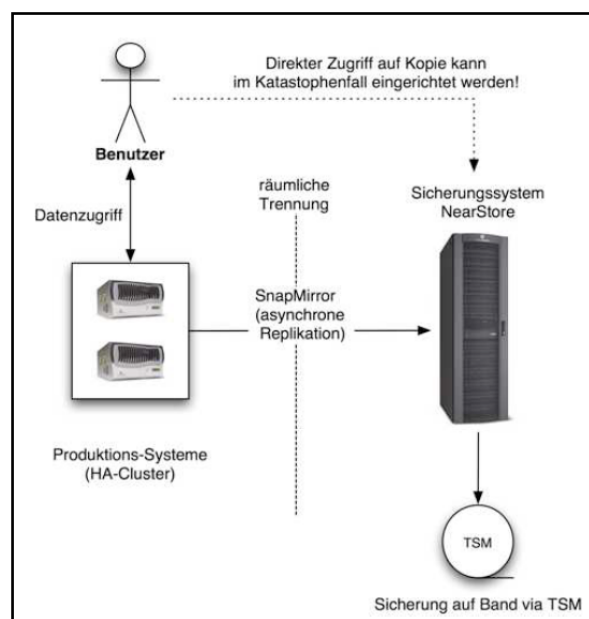 Direkter Zugriff auf Kopie kann
im Katastophenfall eingerichtet werden!
Benutzer
räumliche
Trennung
Sicherungssystem
NearStore
Datenzugriff
SnapMirror
(asynchrone
Replikation)
Produktions-Systeme
(HA-Cluster)
TSM
Sicherung auf Band via TSM